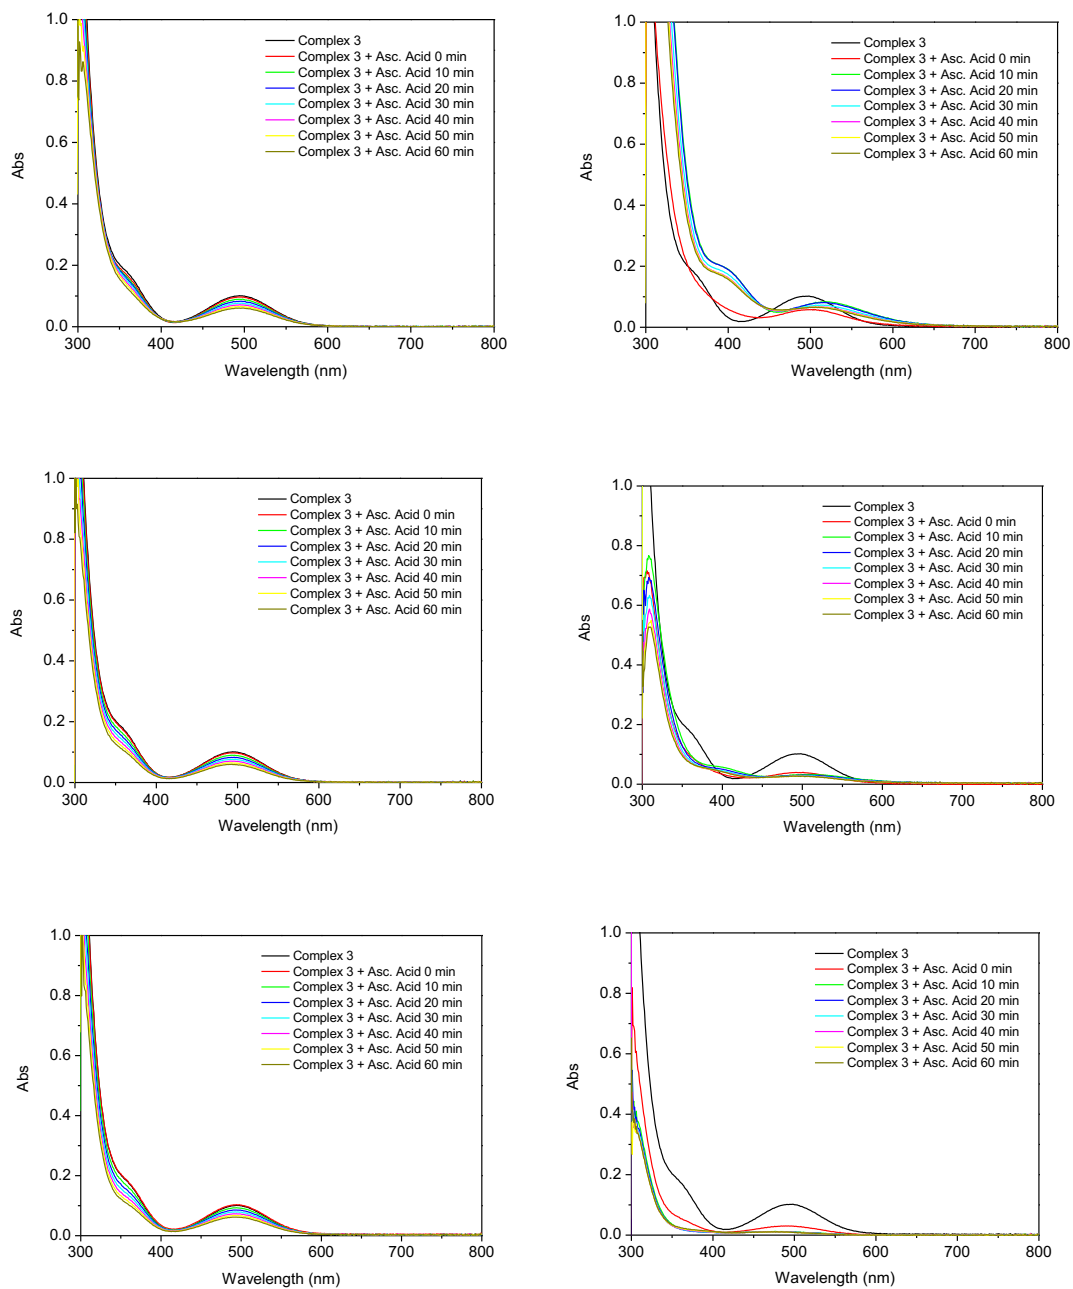 1.0
0.8
0.6
0.4
0.2
0.0
Abs
300 400 500 600 700 800
Wavelength (nm)
Complex 3
Complex 3 + Asc. Acid 0 min
Complex 3 + Asc. Acid 10 min
Complex 3 + Asc. Acid 20 min
Complex 3 + Asc. Acid 30 min
Complex 3 + Asc. Acid 40 min
Complex 3 + Asc. Acid 50 min
Complex 3 + Asc. Acid 60 min
1.0
0.8
0.6
0.4
0.2
0.0
Abs
300 400 500 600 700 800
Wavelength (nm)
Complex 3
Complex 3 + Asc. Acid 0 min
Complex 3 + Asc. Acid 10 min
Complex 3 + Asc. Acid 20 min
Complex 3 + Asc. Acid 30 min
Complex 3 + Asc. Acid 40 min
Complex 3 + Asc. Acid 50 min
Complex 3 + Asc. Acid 60 min
1.0
0.8
0.6
0.4
0.2
0.0
Abs
300 400 500 600 700 800
Wavelength (nm)
Complex 3
Complex 3 + Asc. Acid 0 min
Complex 3 + Asc. Acid 10 min
Complex 3 + Asc. Acid 20 min
Complex 3 + Asc. Acid 30 min
Complex 3 + Asc. Acid 40 min
Complex 3 + Asc. Acid 50 min
Complex 3 + Asc. Acid 60 min
1.0
0.8
0.6
0.4
0.2
0.0
Abs
300 400 500 600 700 800
Wavelength (nm)
Complex 3
Complex 3 + Asc. Acid 0 min
Complex 3 + Asc. Acid 10 min
Complex 3 + Asc. Acid 20 min
Complex 3 + Asc. Acid 30 min
Complex 3 + Asc. Acid 40 min
Complex 3 + Asc. Acid 50 min
Complex 3 + Asc. Acid 60 min
1.0
0.8
0.6
0.4
0.2
0.0
Abs
300 400 500 600 700 800
Wavelength (nm)
Complex 3
Complex 3 + Asc. Acid 0 min
Complex 3 + Asc. Acid 10 min
Complex 3 + Asc. Acid 20 min
Complex 3 + Asc. Acid 30 min
Complex 3 + Asc. Acid 40 min
Complex 3 + Asc. Acid 50 min
Complex 3 + Asc. Acid 60 min
1.0
0.8
0.6
0.4
0.2
0.0
Abs
300 400 500 600 700 800
Wavelength (nm)
Complex 3
Complex 3 + Asc. Acid 0 min
Complex 3 + Asc. Acid 10 min
Complex 3 + Asc. Acid 20 min
Complex 3 + Asc. Acid 30 min
Complex 3 + Asc. Acid 40 min
Complex 3 + Asc. Acid 50 min
Complex 3 + Asc. Acid 60 min